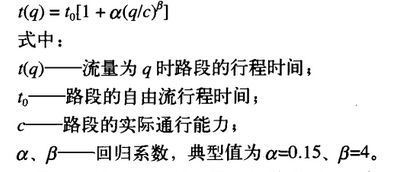 t(q) = t₀[1 + α(q/c)^β]
式中：
t(q)——流量为 q 时路段的行程时间；
t₀——路段的自由流行程时间；
c——路段的实际通行能力；
α、β——回归系数，典型值为α=0.15、β=4。